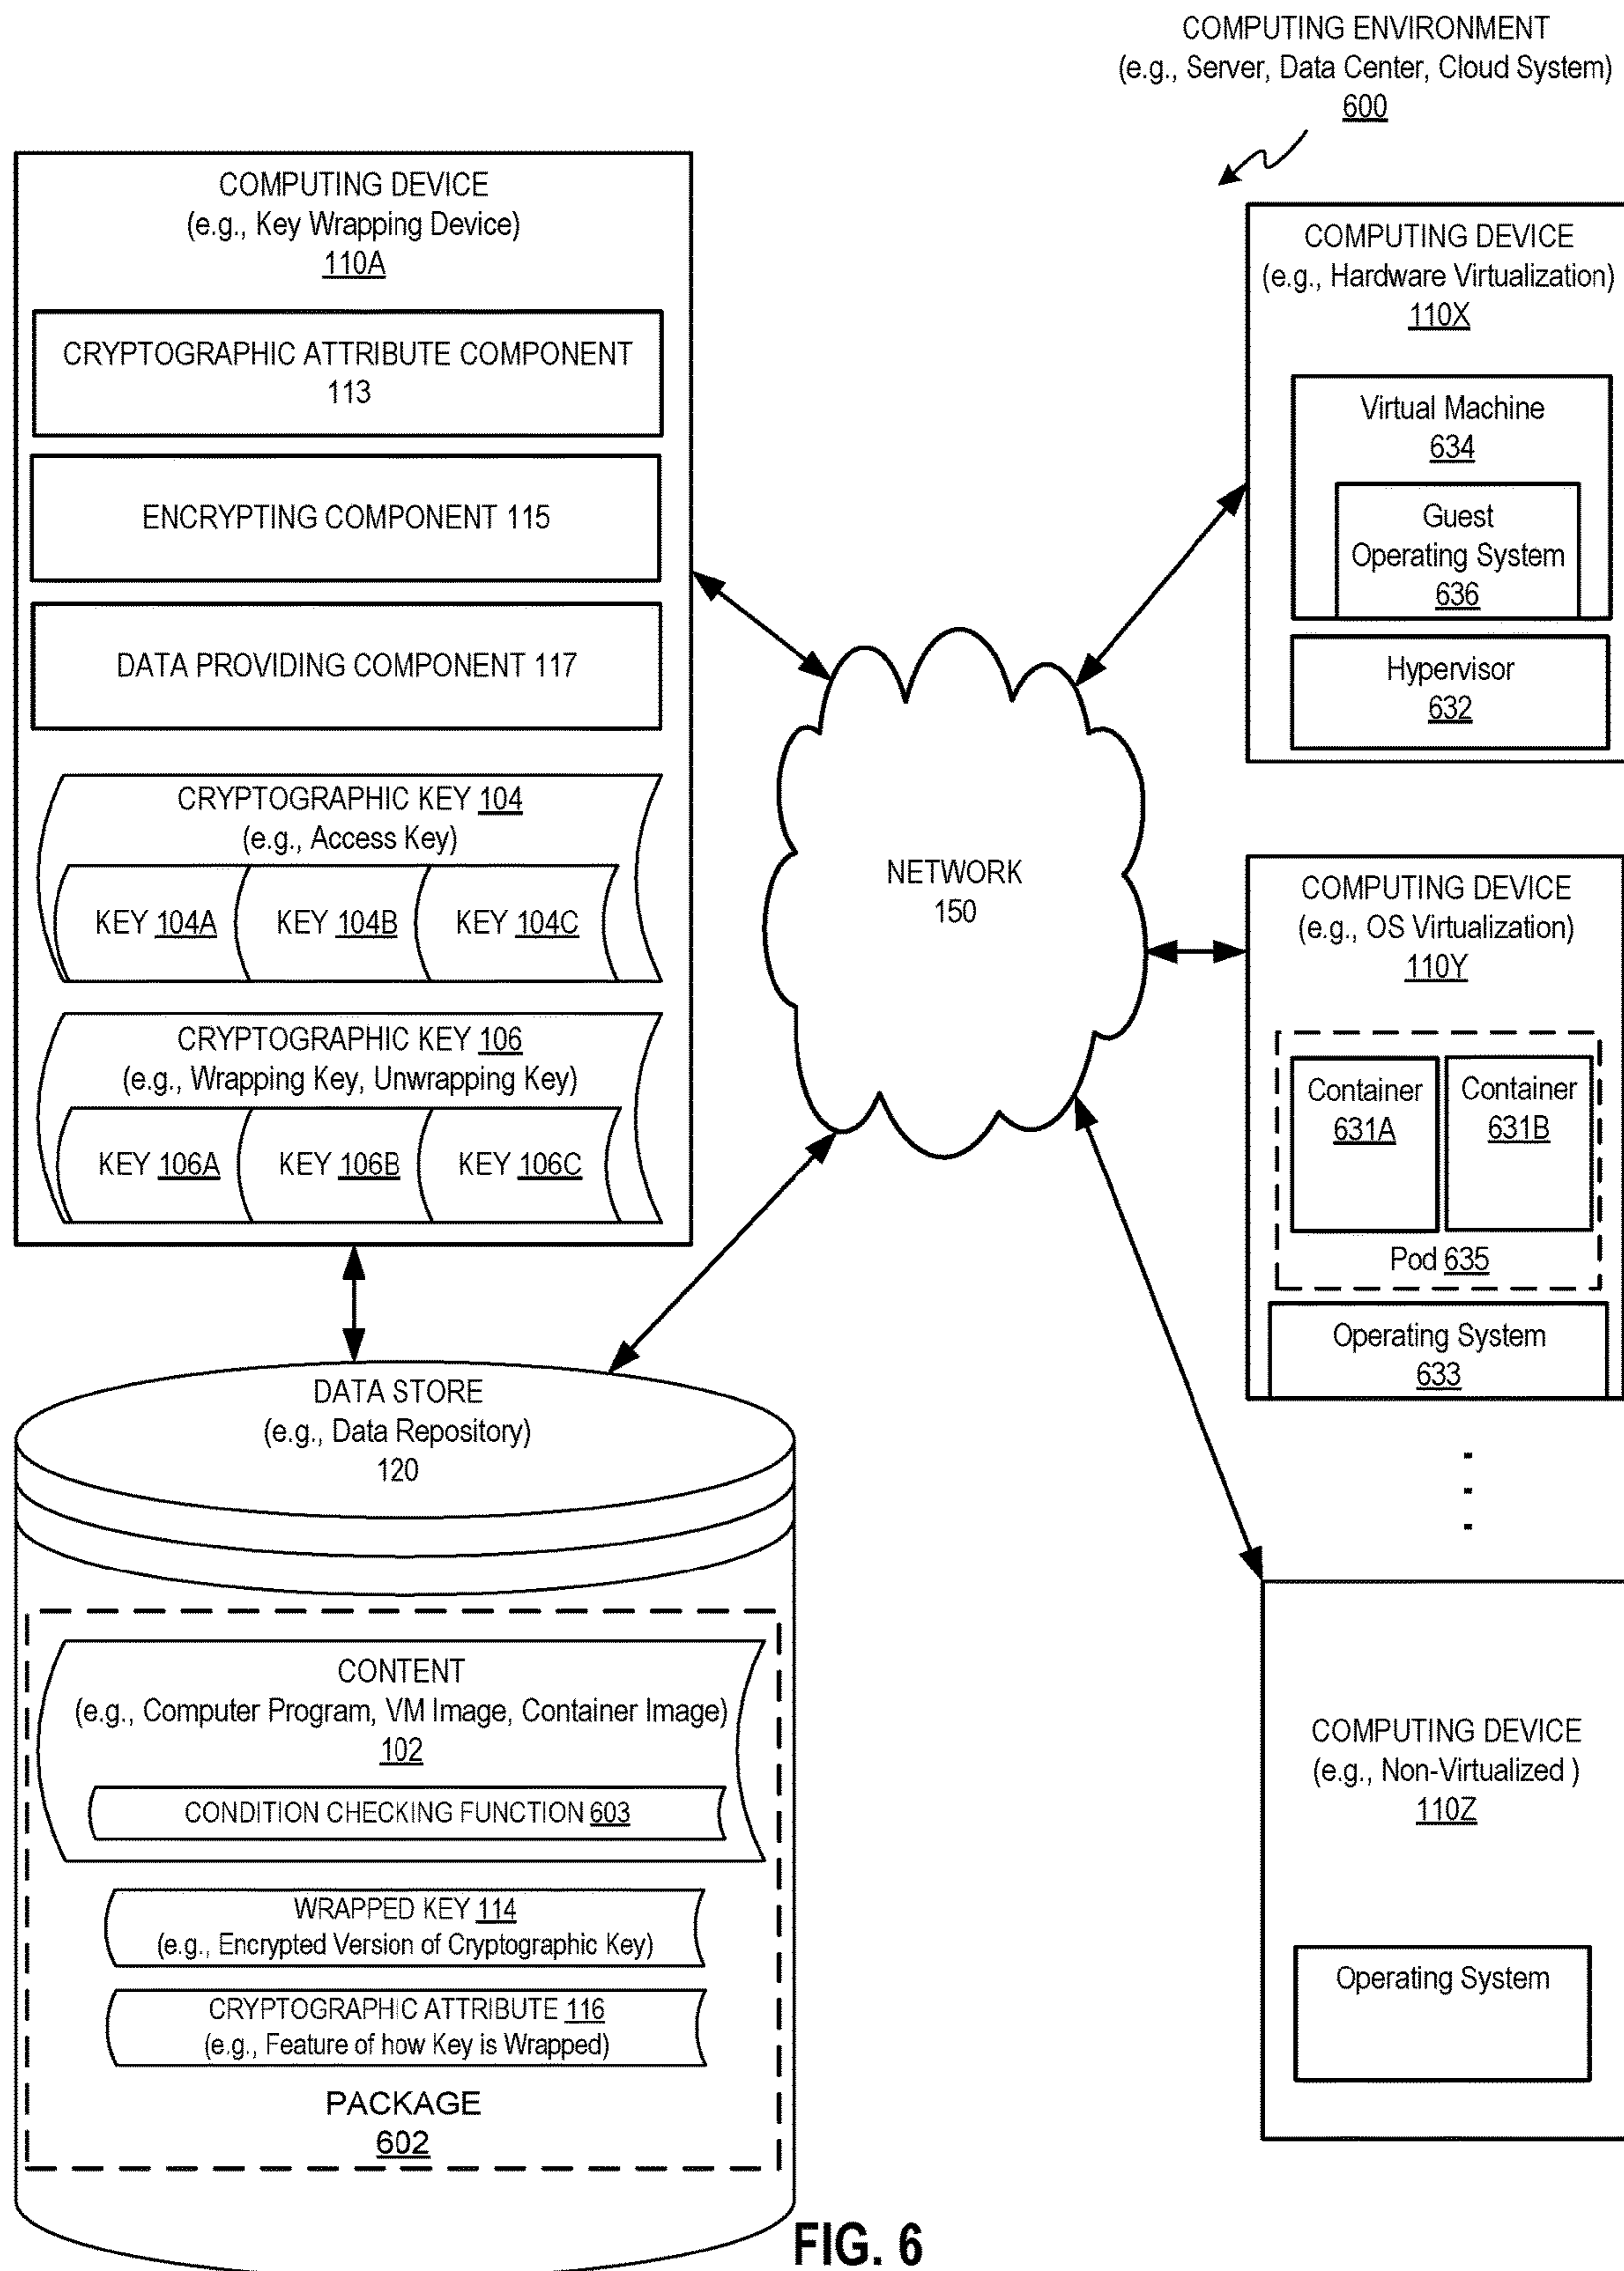 COMPUTING ENVIRONMENT
(e.g., Server, Data Center, Cloud System)
600
COMPUTING DEVICE
(e.g., Key Wrapping Device)
110A
CRYPTOGRAPHIC ATTRIBUTE COMPONENT
113
ENCRYPTING COMPONENT 115
DATA PROVIDING COMPONENT 117
CRYPTOGRAPHIC KEY 104
(e.g., Access Key)
KEY 104A KEY 104B KEY 104C
CRYPTOGRAPHIC KEY 106
(e.g., Wrapping Key, Unwrapping Key)
KEY 106A KEY 106B KEY 106C
NETWORK
150
COMPUTING DEVICE
(e.g., Hardware Virtualization)
110X
Virtual Machine
634
Guest
Operating System
636
Hypervisor
632
COMPUTING DEVICE
(e.g., OS Virtualization)
110Y
Container
631A
Container
631B
Pod 635
Operating System
633
COMPUTING DEVICE
(e.g., Non-Virtualized )
110Z
Operating System
DATA STORE
(e.g., Data Repository)
120
CONTENT
(e.g., Computer Program, VM Image, Container Image)
102
CONDITION CHECKING FUNCTION 603
WRAPPED KEY 114
(e.g., Encrypted Version of Cryptographic Key)
CRYPTOGRAPHIC ATTRIBUTE 116
(e.g., Feature of how Key is Wrapped)
PACKAGE
602
FIG. 6